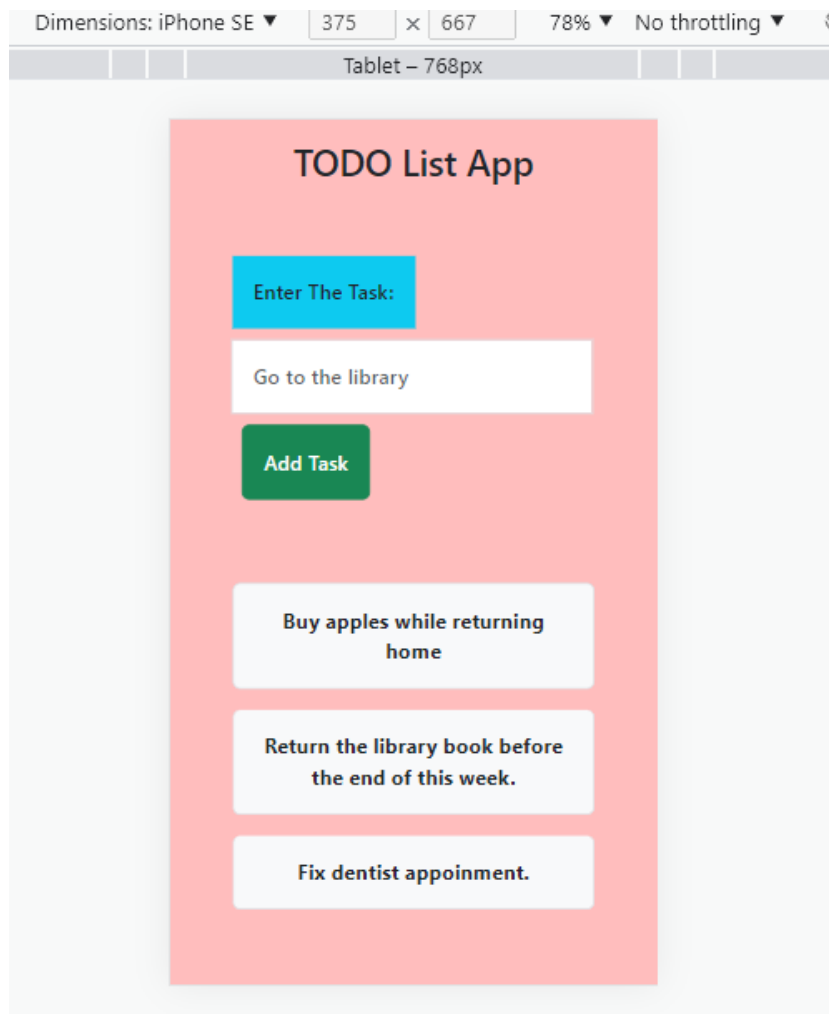 Dimensions: iPhone SE ▼ 375 × 667 78% ▼ No throttling ▼
Tablet – 768px
TODO List App
Enter The Task:
Go to the library
Add Task
Buy apples while returning
home
Return the library book before
the end of this week.
Fix dentist appoinment.